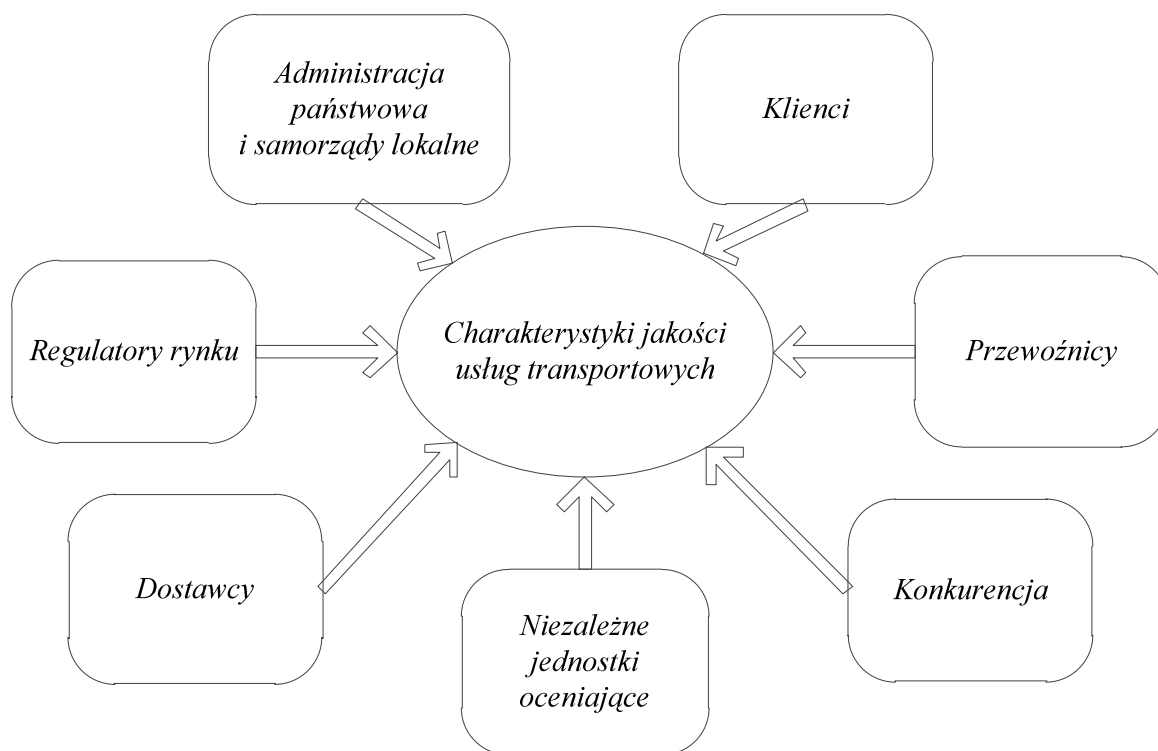 Administracja
państwowa
i samorządy lokalne
Klienci
Regulatory rynku
Charakterystyki jakości
usług transportowych
Przewoźnicy
Dostawcy
Niezależne
jednostki
oceniające
Konkurencja